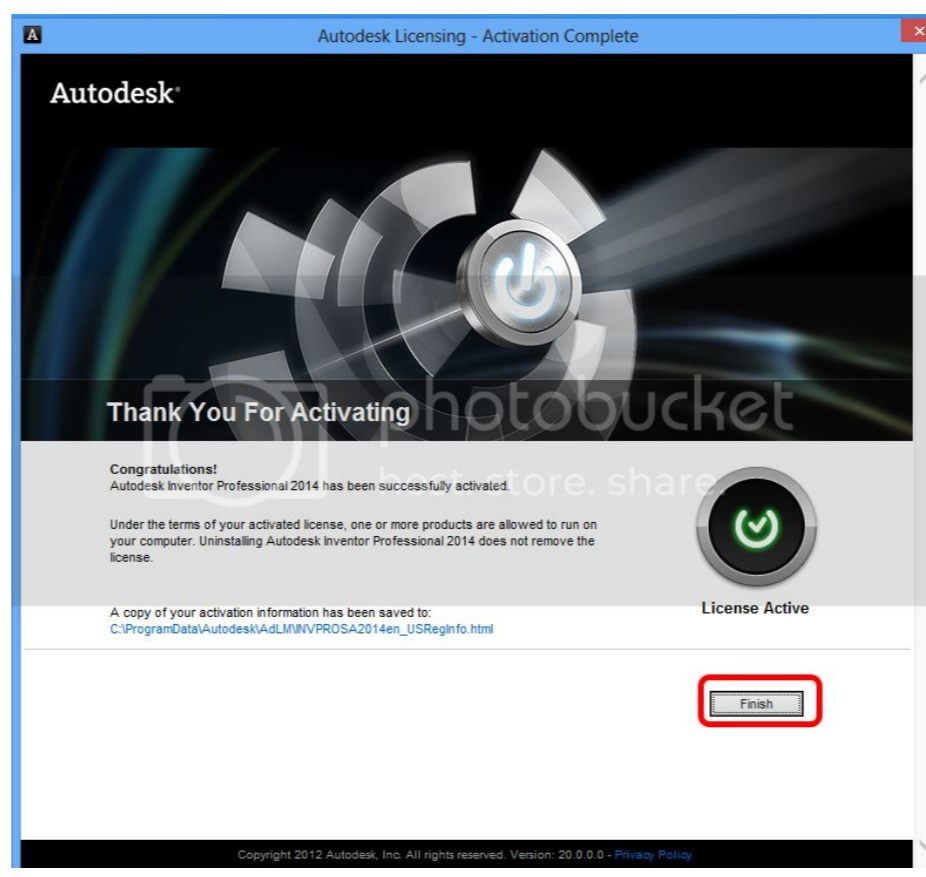 Autodesk Licensing - Activation Complete
Autodesk®
photobucket
host. store. share.
Thank You For Activating
Congratulations!
Autodesk Inventor Professional 2014 has been successfully activated.
Under the terms of your activated license, one or more products are allowed to run on
your computer. Uninstalling Autodesk Inventor Professional 2014 does not remove the
license.
License Active
A copy of your activation information has been saved to:
C:\ProgramData\Autodesk\AdLM\INVPROSA2014en_USRegInfo.html
Finish
Copyright 2012 Autodesk, Inc. All rights reserved. Version: 20.0.0.0 - Privacy Policy